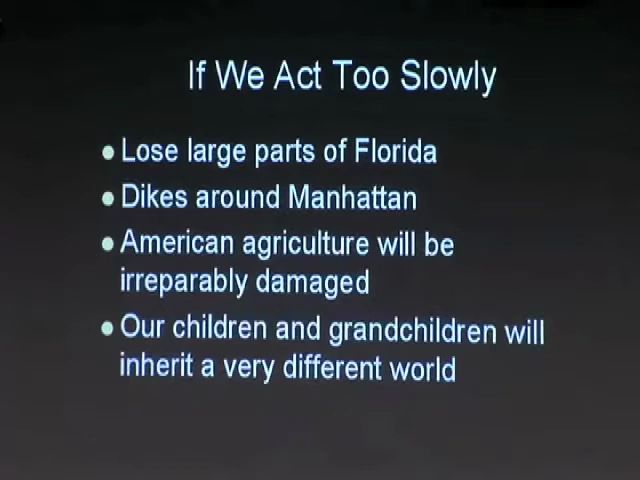 If We Act Too Slowly
● Lose large parts of Florida
● Dikes around Manhattan
● American agriculture will be
irreparably damaged
● Our children and grandchildren will
inherit a very different world